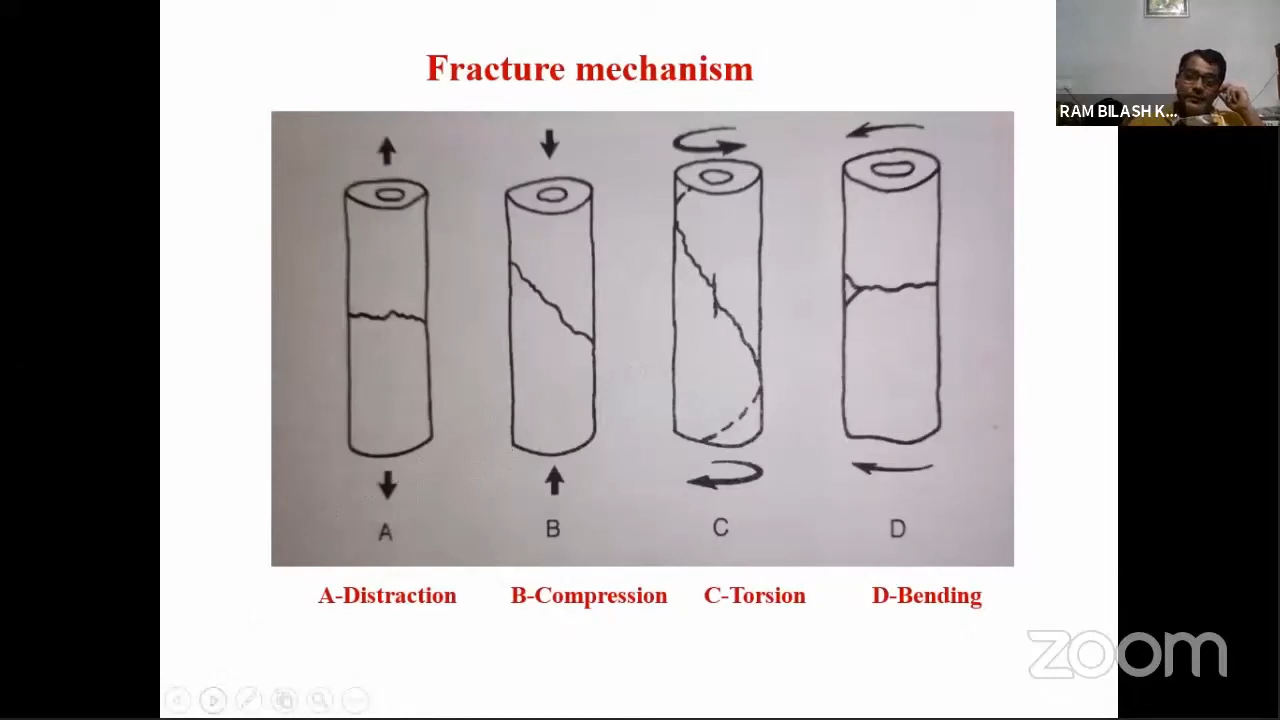 Fracture mechanism
RAM BILASH K...
A
B
C
D
A-Distraction
B-Compression
C-Torsion
D-Bending
zoom